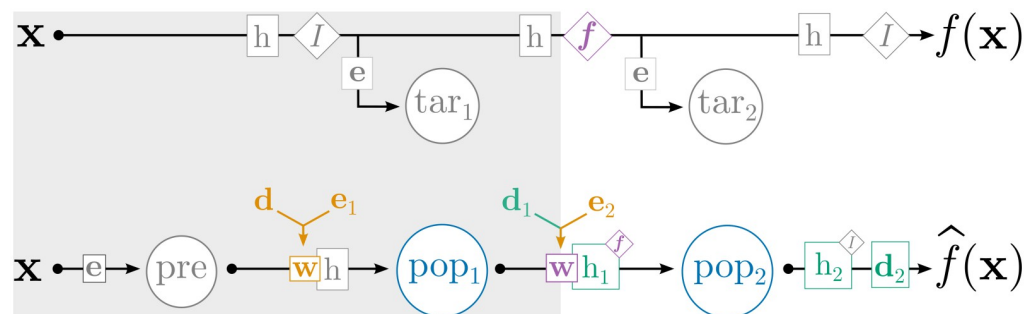 x h I h f h I f(x)
e e
tar₁ tar₂
d e₁ d₁ e₂
x e pre w h pop₁ w h₁ f pop₂ h₂ I d₂ f̂(x)